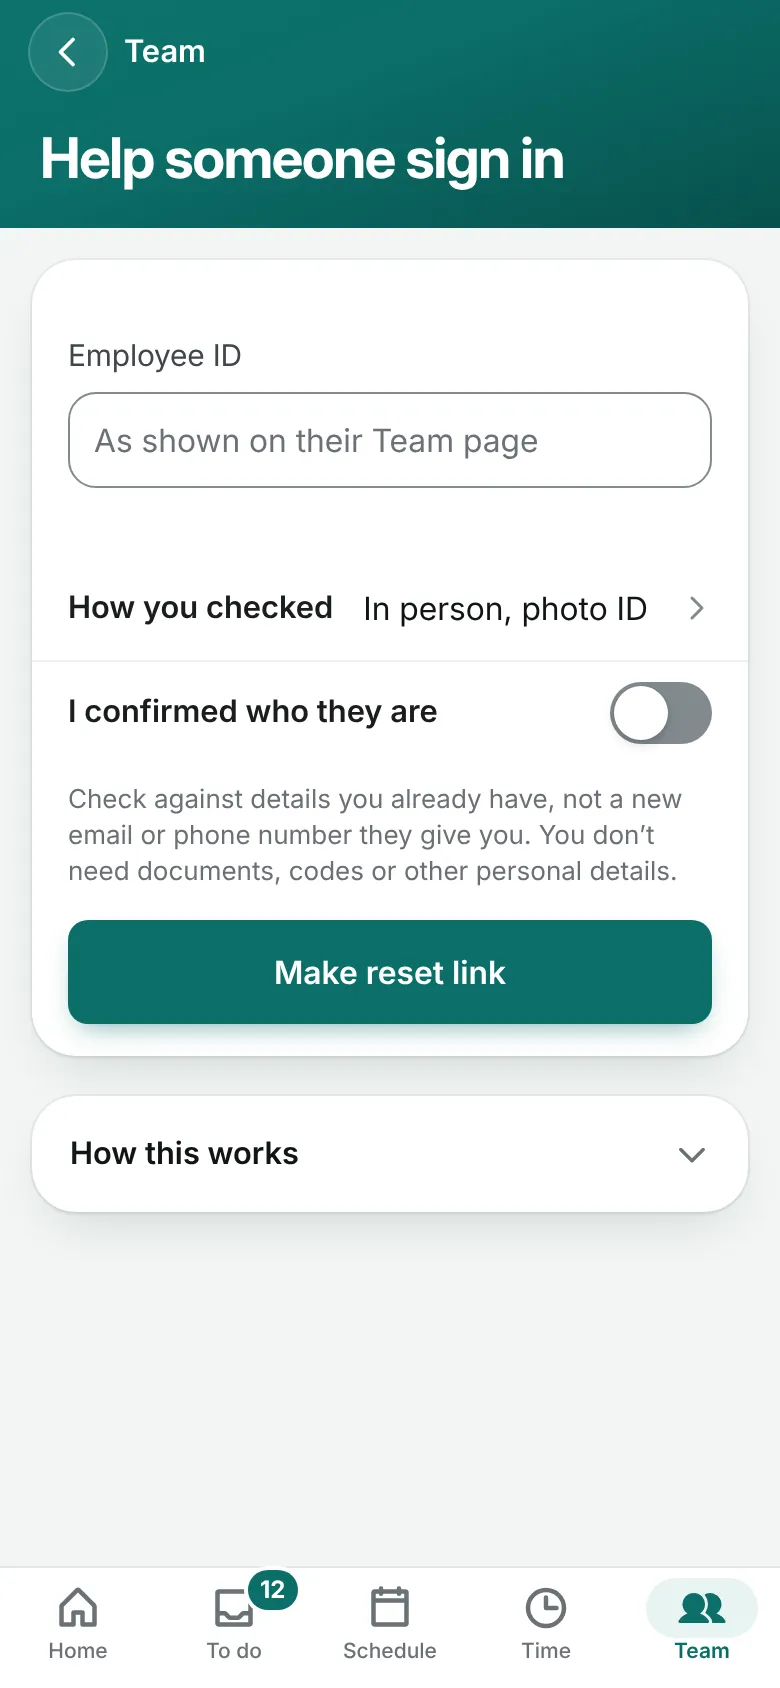 Team
Help someone sign in
Employee ID
As shown on their Team page
How you checked In person, photo ID
I confirmed who they are
Check against details you already have, not a new
email or phone number they give you. You don’t
need documents, codes or other personal details.
Make reset link
How this works
12
Home To do Schedule Time Team